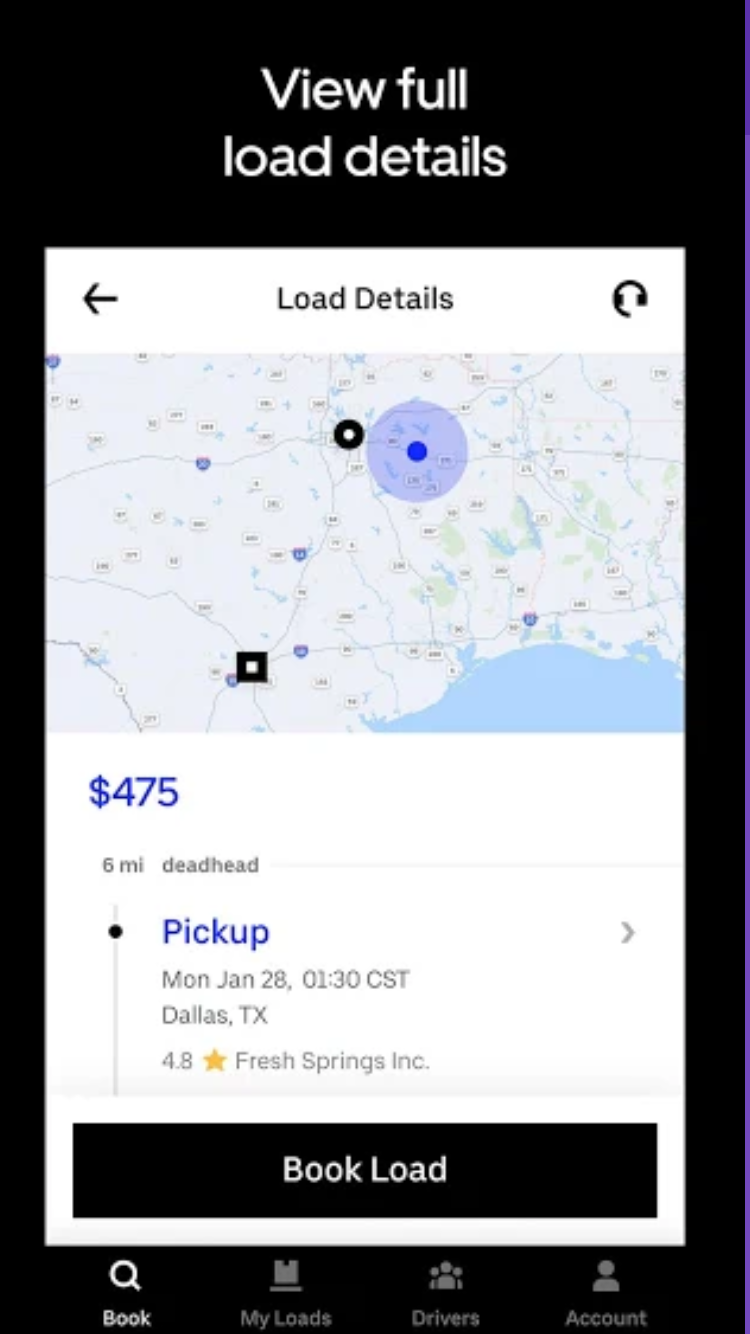 View full
load details
Load Details
$475
6 mi deadhead
Pickup
Mon Jan 28, 01:30 CST
Dallas, TX
4.8 ⭐ Fresh Springs Inc.
Book Load
Book My Loads Drivers Account